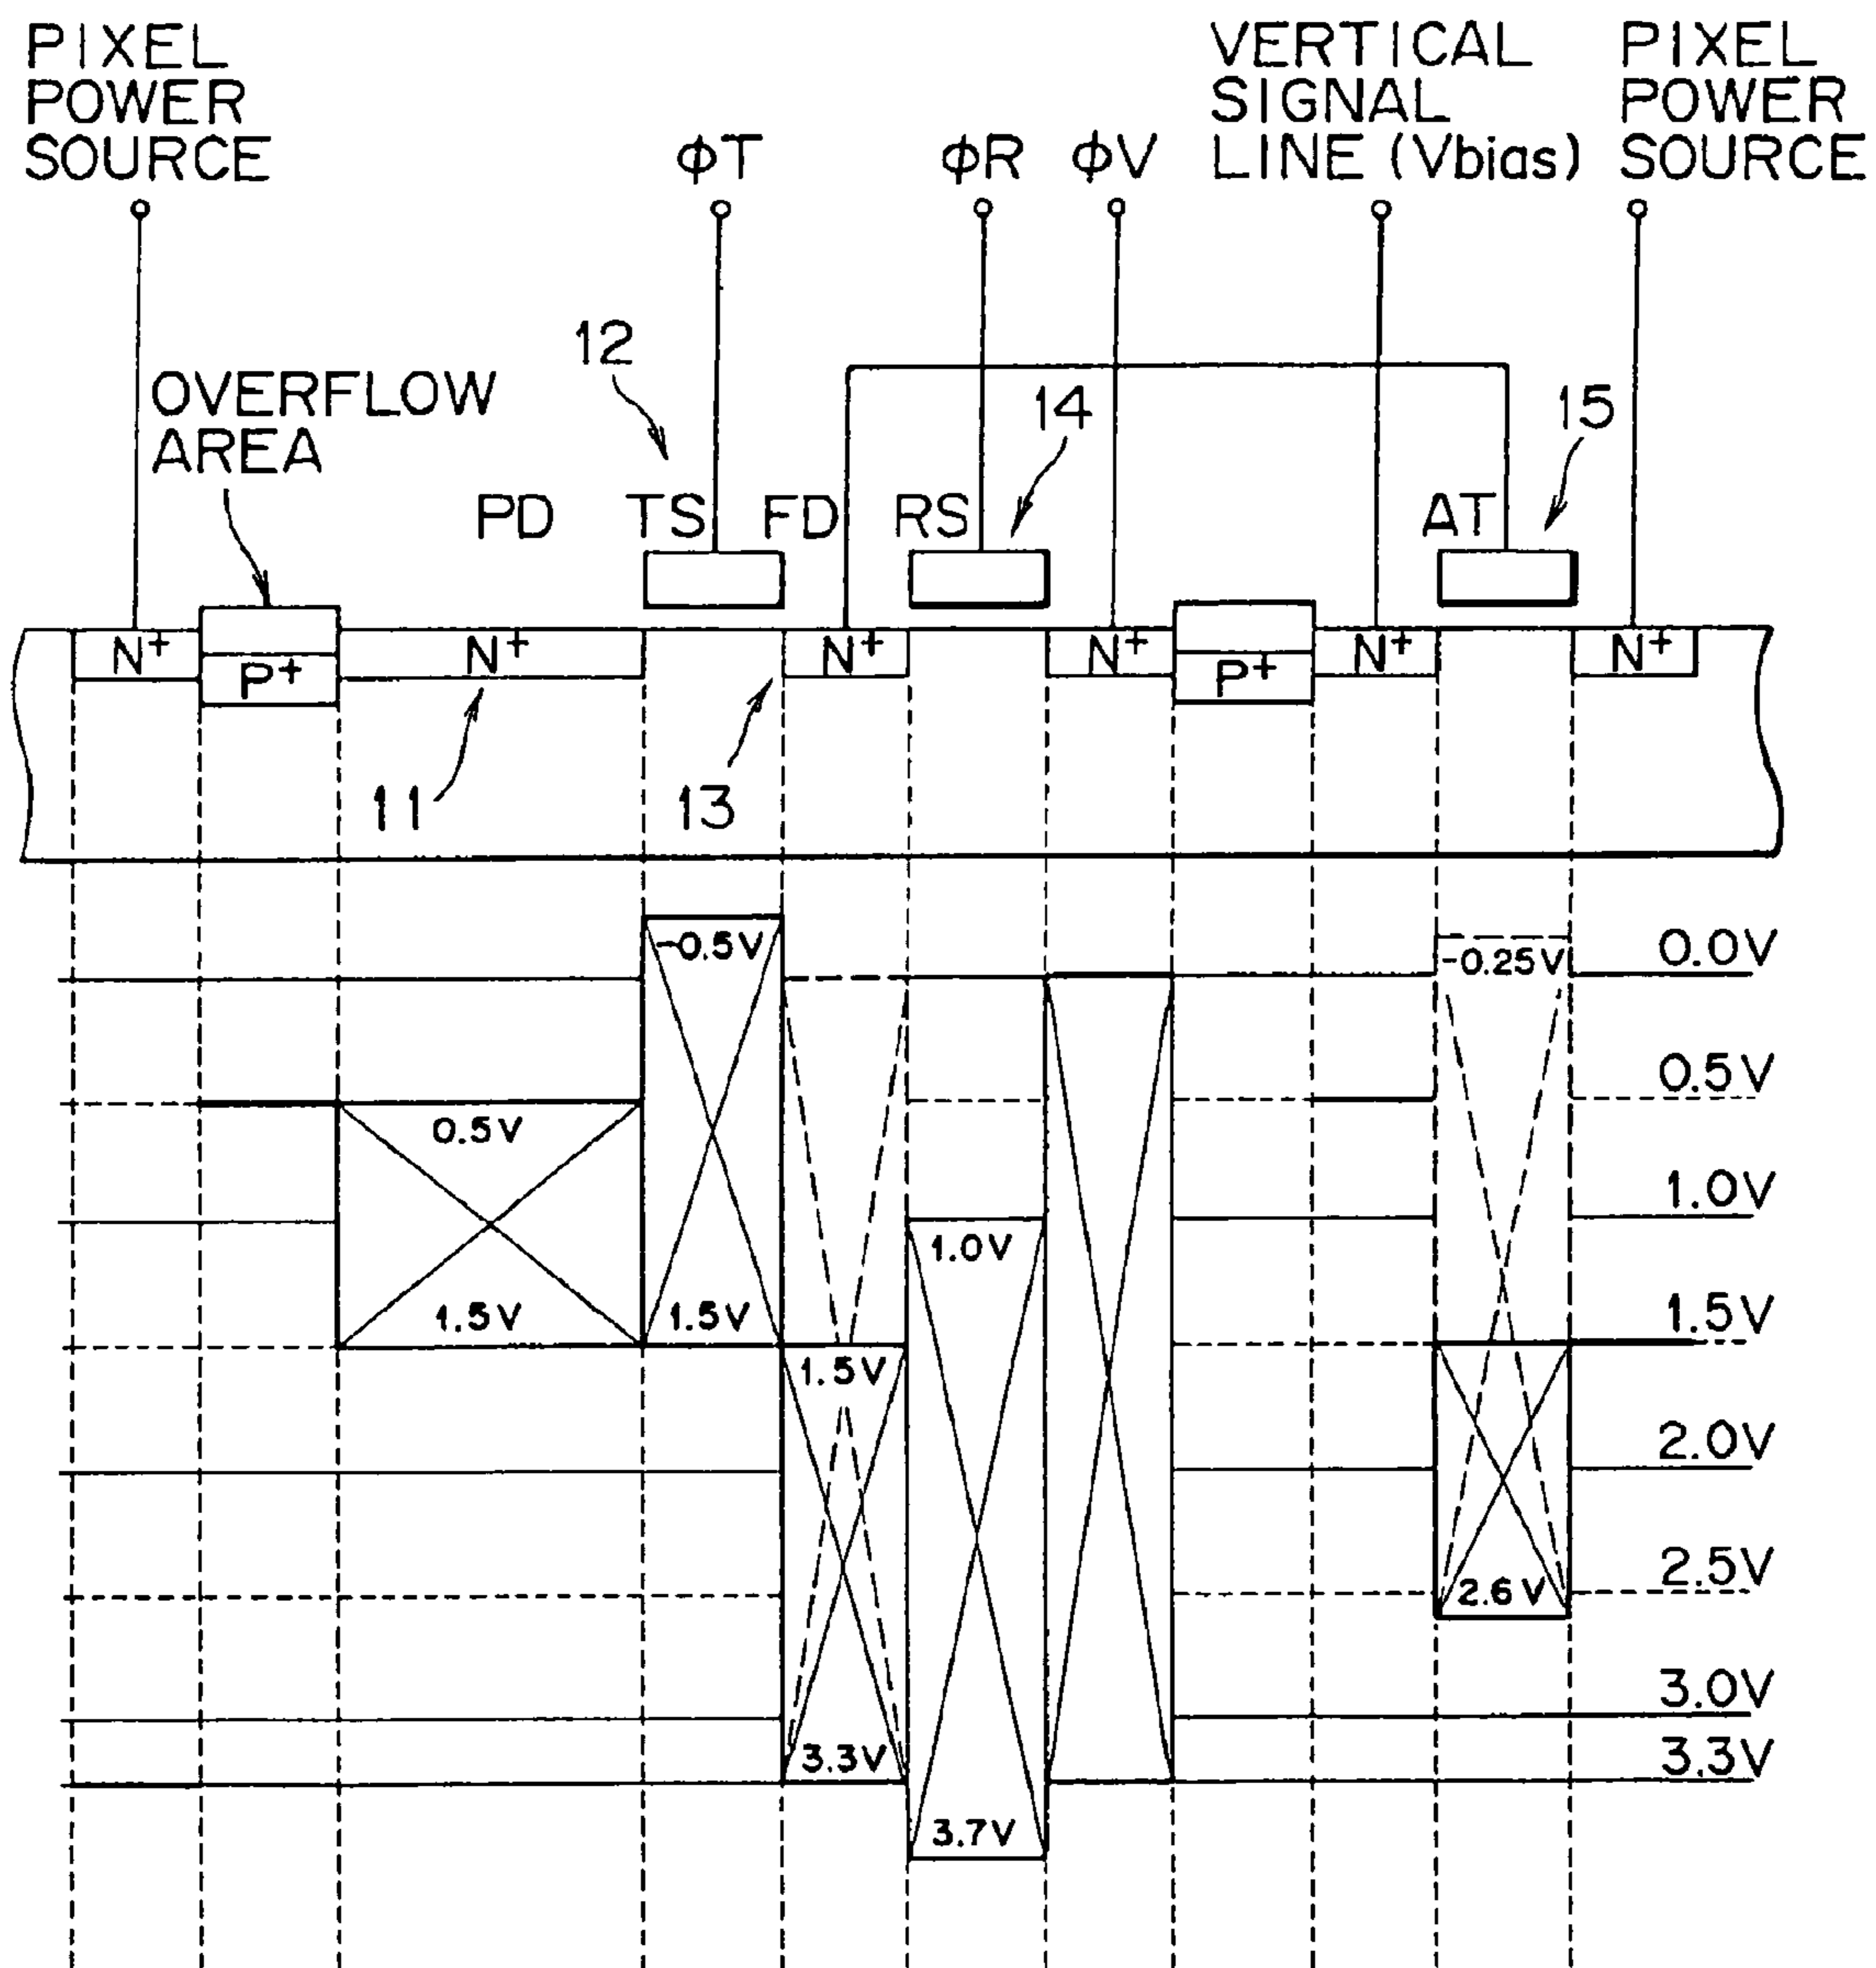 PIXEL
POWER
SOURCE
φT
φR
φV
VERTICAL
SIGNAL
LINE (Vbias)
PIXEL
POWER
SOURCE
OVERFLOW
AREA
12
14
15
PD
TS
FD
RS
AT
N+
P+
N+
N+
N+
P+
N+
N+
11
13
-0.5V
-0.25V
0.0V
0.5V
0.5V
1.0V
1.0V
1.5V
1.5V
1.5V
1.5V
2.0V
2.5V
2.6V
3.0V
3.3V
3.3V
3.7V